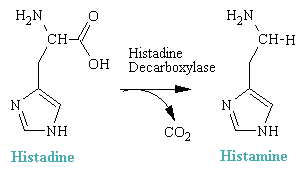 H₂N
O
CH
OH
N
NH
Histadine
Histadine
Decarboxylase
CO₂
H₂N
CH-H
N
NH
Histamine